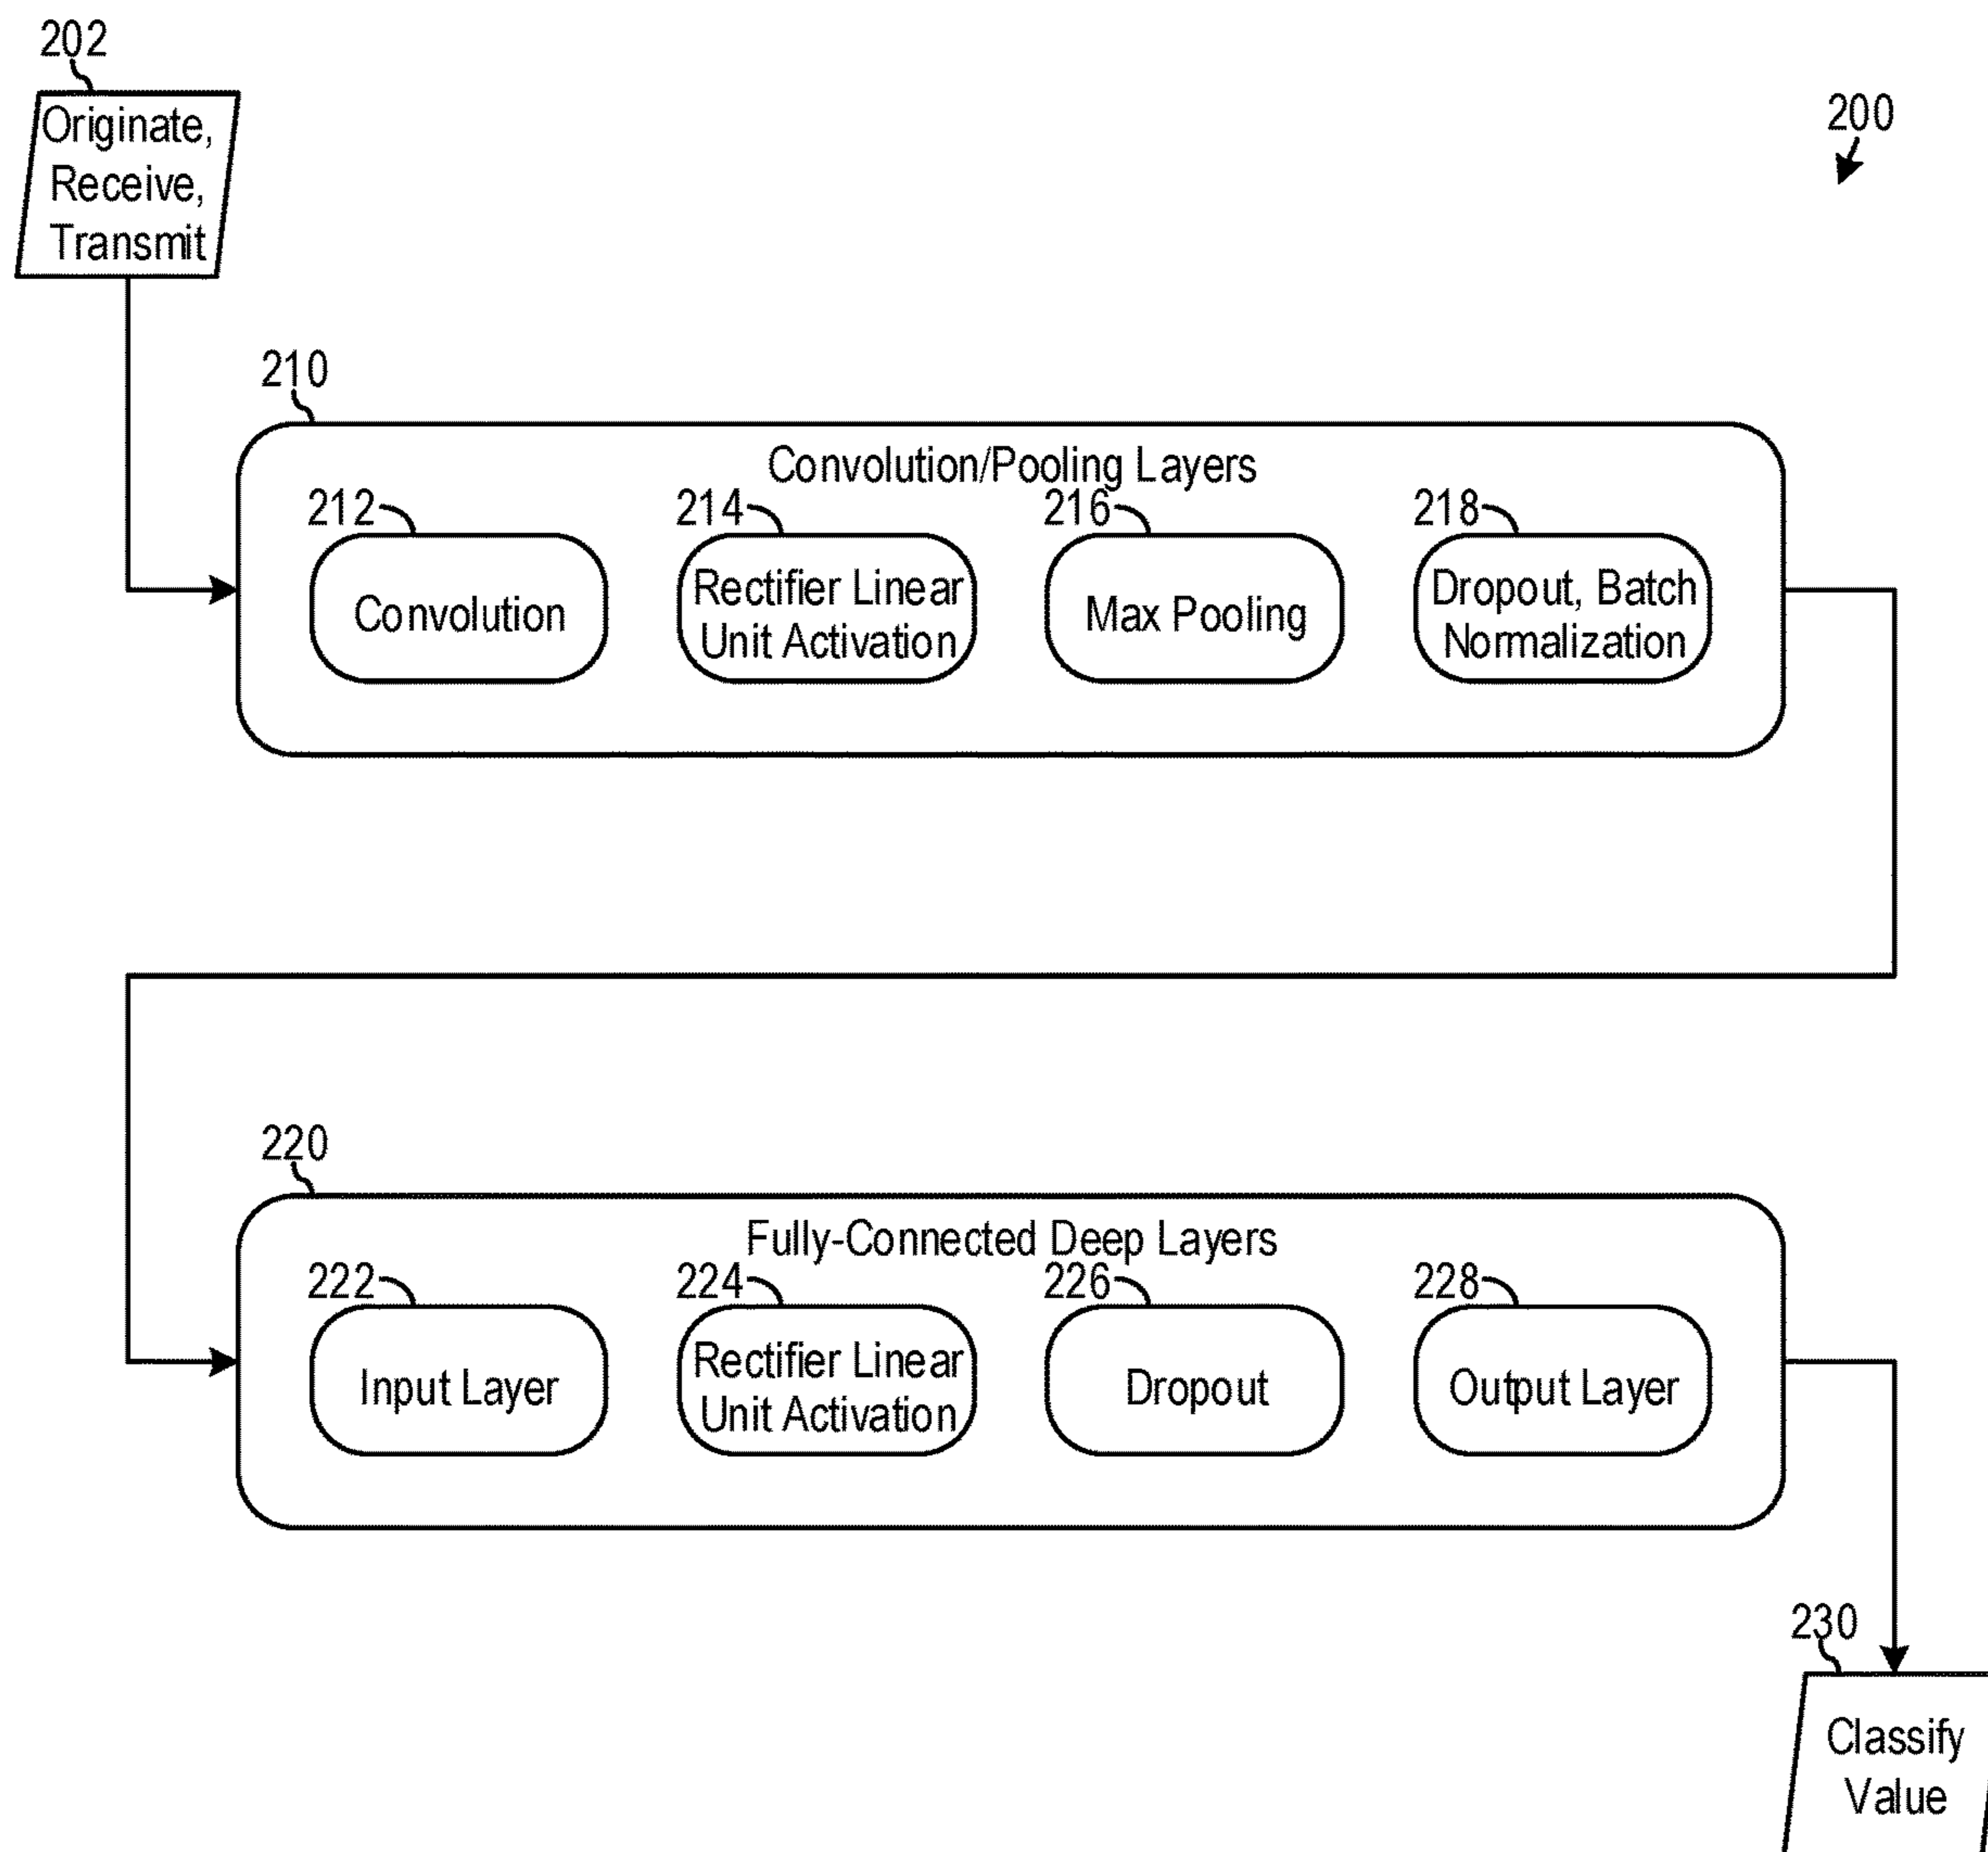 202
Originate,
Receive,
Transmit
200
210
Convolution/Pooling Layers
212
Convolution
214
Rectifier Linear
Unit Activation
216
Max Pooling
218
Dropout, Batch
Normalization
220
Fully-Connected Deep Layers
222
Input Layer
224
Rectifier Linear
Unit Activation
226
Dropout
228
Output Layer
230
Classify
Value